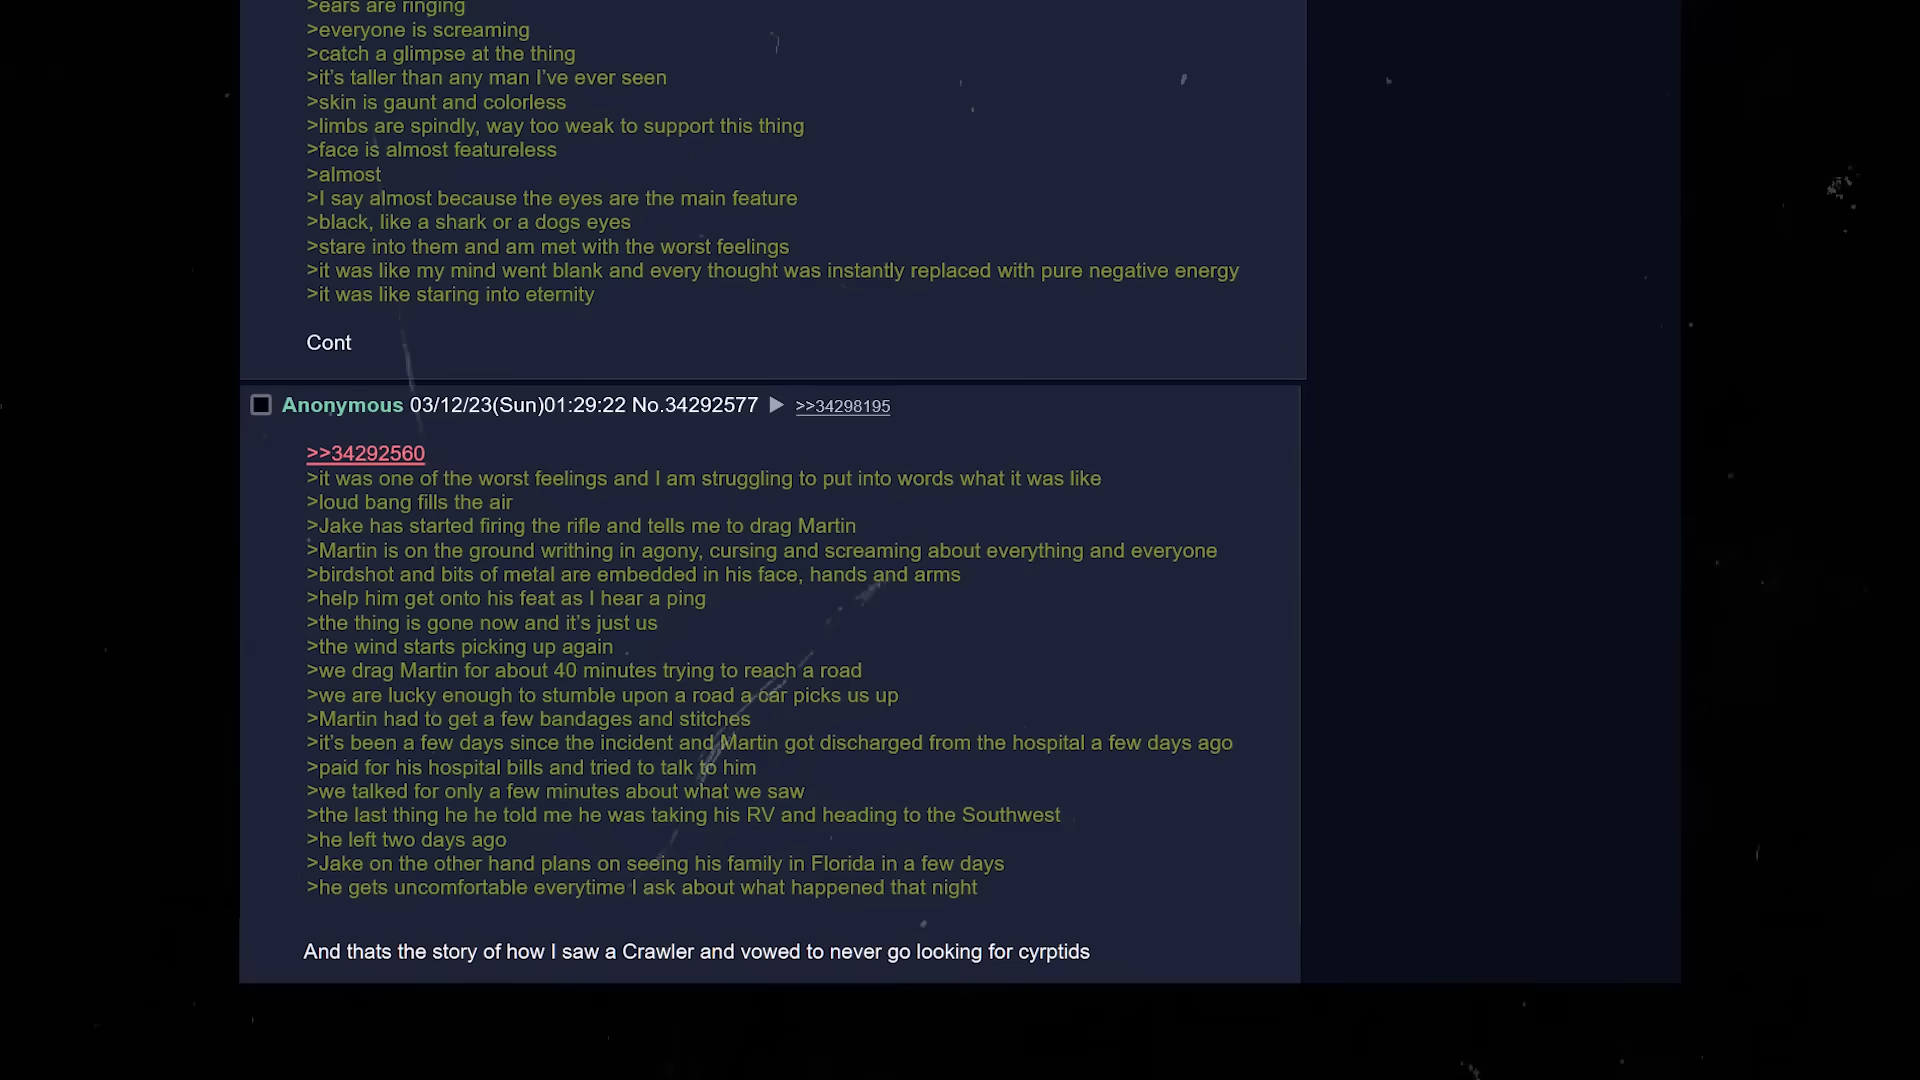 >ears are ringing
>everyone is screaming
>catch a glimpse at the thing
>it's taller than any man I've ever seen
>skin is gaunt and colorless
>limbs are spindly, way too weak to support this thing
>face is almost featureless
>almost
>I say almost because the eyes are the main feature
>black, like a shark or a dogs eyes
>stare into them and am met with the worst feelings
>it was like my mind went blank and every thought was instantly replaced with pure negative energy
>it was like staring into eternity
Cont
Anonymous 03/12/23(Sun)01:29:22 No.34292577 ▶ >>34298195
>>34292560
>it was one of the worst feelings and I am struggling to put into words what it was like
>loud bang fills the air
>Jake has started firing the rifle and tells me to drag Martin
>Martin is on the ground writhing in agony, cursing and screaming about everything and everyone
>birdshot and bits of metal are embedded in his face, hands and arms
>help him get onto his feat as I hear a ping
>the thing is gone now and it's just us
>the wind starts picking up again
>we drag Martin for about 40 minutes trying to reach a road
>we are lucky enough to stumble upon a road a car picks us up
>Martin had to get a few bandages and stitches
>it's been a few days since the incident and Martin got discharged from the hospital a few days ago
>paid for his hospital bills and tried to talk to him
>we talked for only a few minutes about what we saw
>the last thing he he told me he was taking his RV and heading to the Southwest
>he left two days ago
>Jake on the other hand plans on seeing his family in Florida in a few days
>he gets uncomfortable everytime I ask about what happened that night
And thats the story of how I saw a Crawler and vowed to never go looking for cyrptids